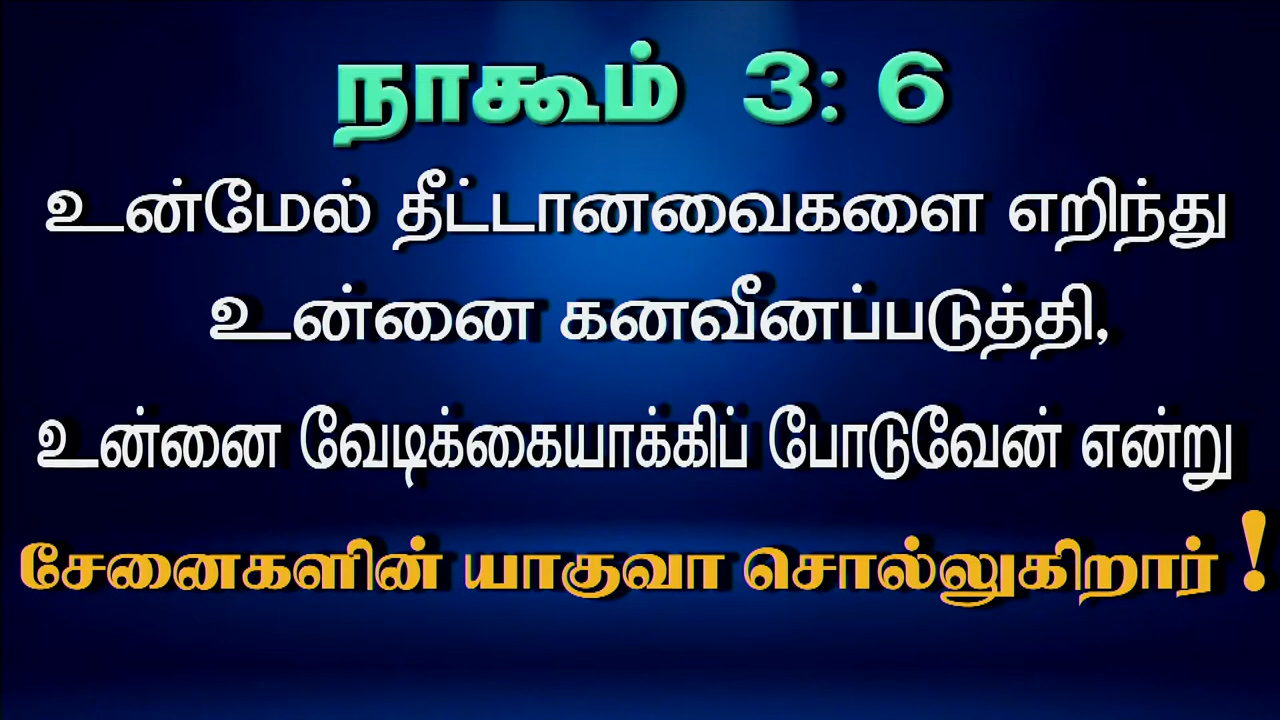 நாகூம் 3: 6
உன்மேல் தீட்டானவைகளை எறிந்து
உன்னை கனவீனப்படுத்தி,
உன்னை வேடிக்கையாக்கிப் போடுவேன் என்று
சேனைகளின் யாகுவா சொல்லுகிறார் !